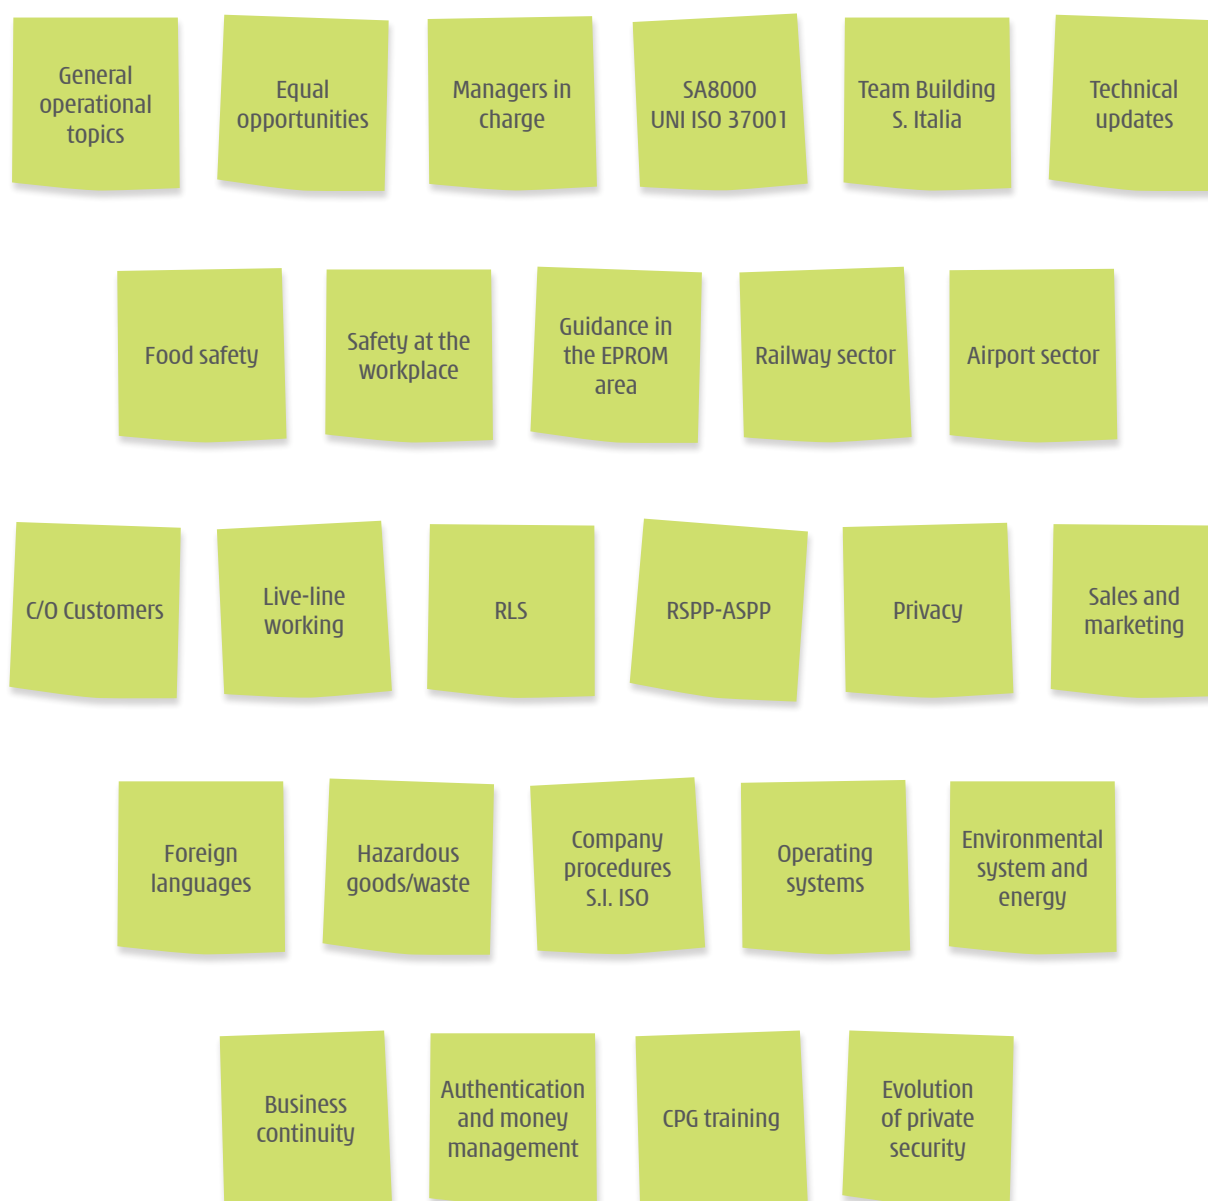 General
operational
topics
Equal
opportunities
Managers in
charge
SA8000
UNI ISO 37001
Team Building
S. Italia
Technical
updates
Food safety
Safety at the
workplace
Guidance in
the EPROM
area
Railway sector
Airport sector
C/O Customers
Live-line
working
RLS
RSPP-ASPP
Privacy
Sales and
marketing
Foreign
languages
Hazardous
goods/waste
Company
procedures
S.I. ISO
Operating
systems
Environmental
system and
energy
Business
continuity
Authentication
and money
management
CPG training
Evolution
of private
security